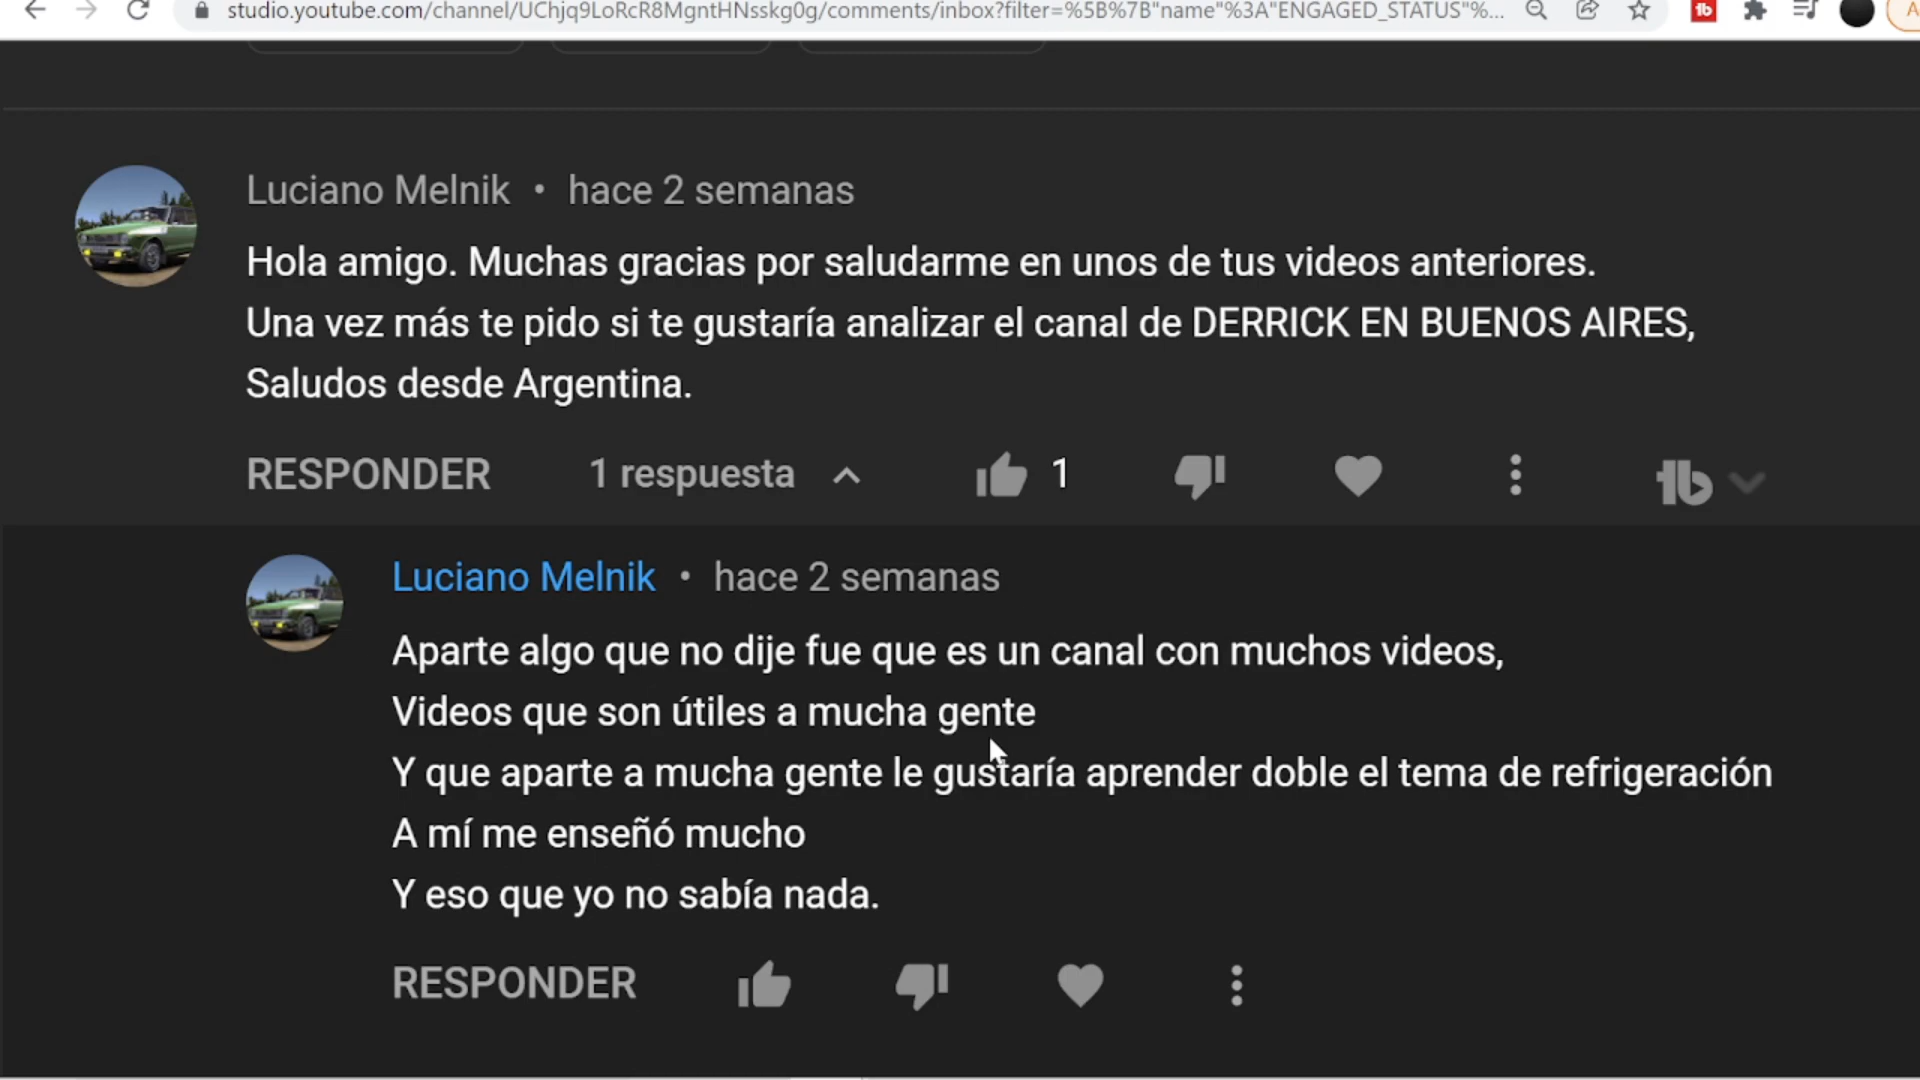 studio.youtube.com/channel/UChjq9LoRcR8MgntHNsskg0g/comments/inbox?filter=%5B%7B"name"%3A"ENGAGED_STATUS"%...
Luciano Melnik • hace 2 semanas
Hola amigo. Muchas gracias por saludarme en unos de tus videos anteriores.
Una vez más te pido si te gustaría analizar el canal de DERRICK EN BUENOS AIRES,
Saludos desde Argentina.
RESPONDER 1 respuesta 1
Luciano Melnik • hace 2 semanas
Aparte algo que no dije fue que es un canal con muchos videos,
Videos que son útiles a mucha gente
Y que aparte a mucha gente le gustaría aprender doble el tema de refrigeración
A mí me enseñó mucho
Y eso que yo no sabía nada.
RESPONDER